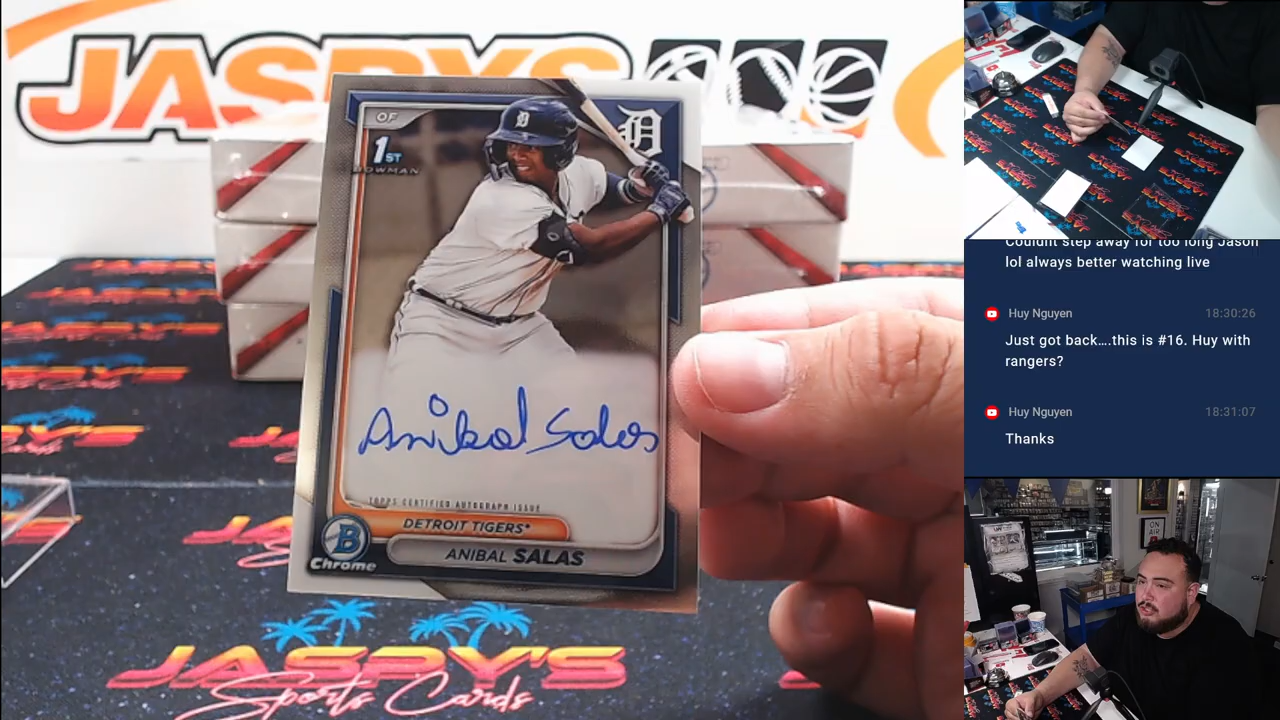 JASPYS
OF
1ST
BOWMAN
D
Anibal Salas
TOPPS CERTIFIED AUTOGRAPH ISSUE
DETROIT TIGERS*
B
Chrome
ANIBAL SALAS
JASPY'S
Sports Cards
Couldnt step away for too long Jason
lol always better watching live
Huy Nguyen 18:30:26
Just got back....this is #16. Huy with
rangers?
Huy Nguyen 18:31:07
Thanks
ON
AIR